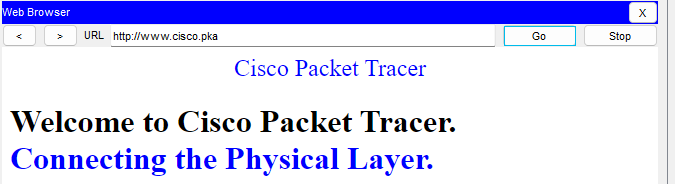 Web Browser X
< > URL http://www.cisco.pka Go Stop
Cisco Packet Tracer
Welcome to Cisco Packet Tracer.
Connecting the Physical Layer.